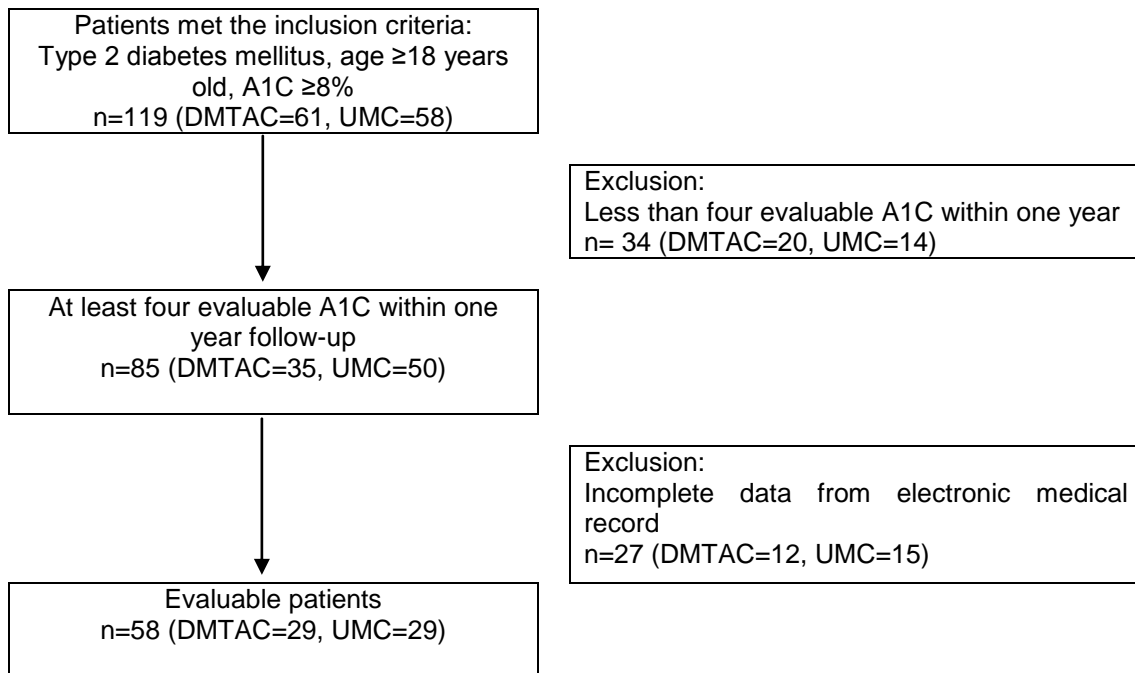 Patients met the inclusion criteria:
Type 2 diabetes mellitus, age ≥18 years
old, A1C ≥8%
n=119 (DMTAC=61, UMC=58)
Exclusion:
Less than four evaluable A1C within one year
n= 34 (DMTAC=20, UMC=14)
At least four evaluable A1C within one
year follow-up
n=85 (DMTAC=35, UMC=50)
Exclusion:
Incomplete data from electronic medical
record
n=27 (DMTAC=12, UMC=15)
Evaluable patients
n=58 (DMTAC=29, UMC=29)